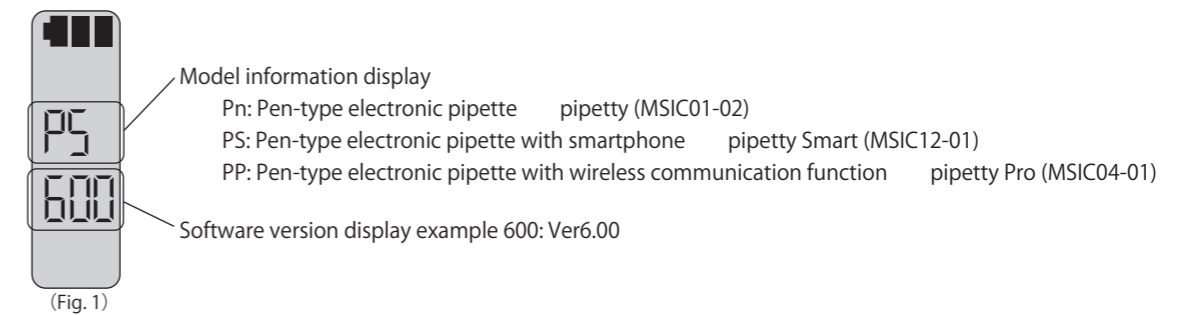 Model information display
Pn: Pen-type electronic pipette pipetty (MSIC01-02)
PS
PS: Pen-type electronic pipette with smartphone pipetty Smart (MSIC12-01)
PP: Pen-type electronic pipette with wireless communication function pipetty Pro (MSIC04-01)
600
Software version display example 600: Ver6.00
(Fig. 1)